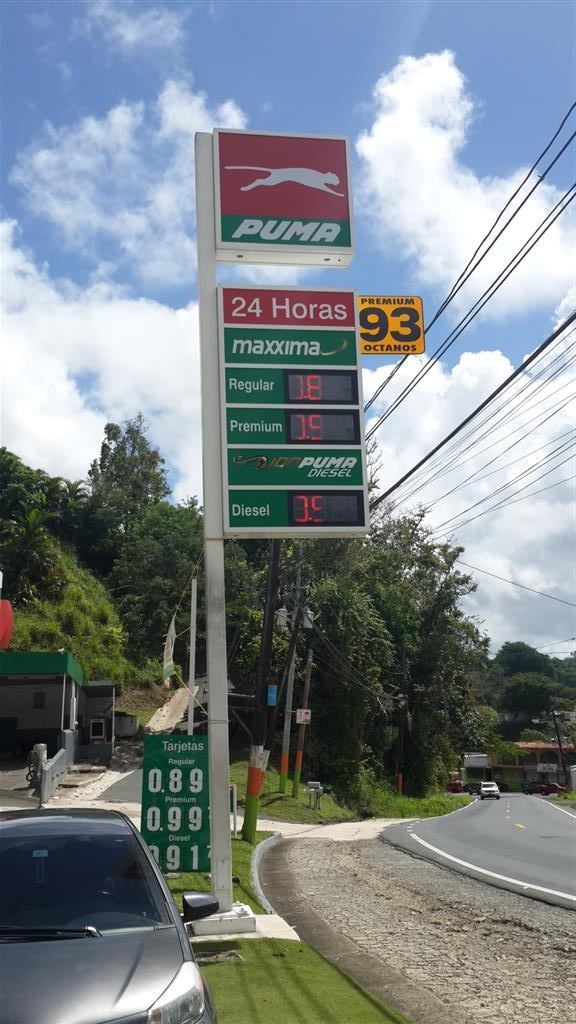 PUMA
24 Horas
PREMIUM
93
OCTANOS
maxxima
Regular
Premium
IONPUMA
DIESEL
Diesel
Tarjetas
Regular
0.89
Premium
0.99
Diesel